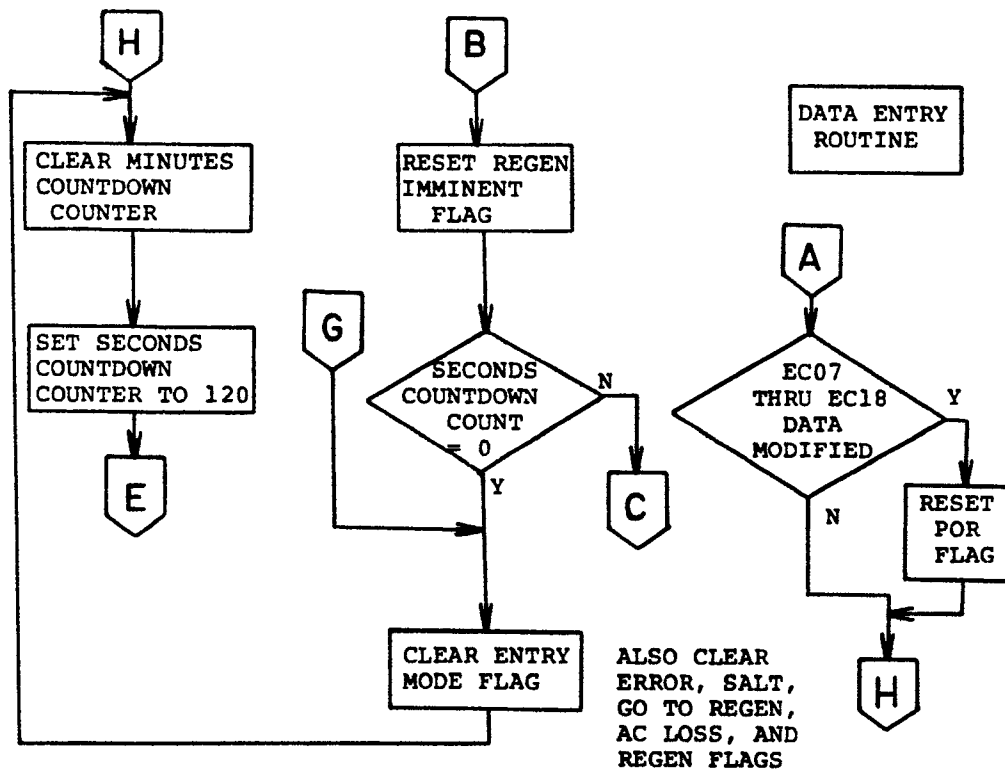 H
CLEAR MINUTES
COUNTDOWN
COUNTER
SET SECONDS
COUNTDOWN
COUNTER TO 120
E
B
RESET REGEN
IMMINENT
FLAG
G
SECONDS
COUNTDOWN
COUNT
= 0
N
Y
C
CLEAR ENTRY
MODE FLAG
ALSO CLEAR
ERROR, SALT,
GO TO REGEN,
AC LOSS, AND
REGEN FLAGS
DATA ENTRY
ROUTINE
A
EC07
THRU EC18
DATA
MODIFIED
Y
N
RESET
POR
FLAG
H